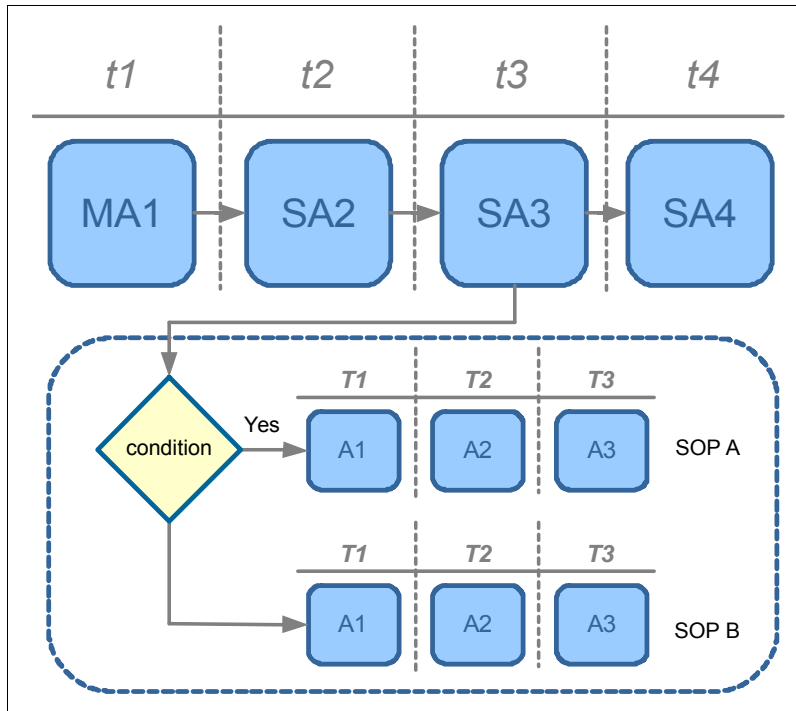 t1 t2 t3 t4
MA1 SA2 SA3 SA4
T1 T2 T3
condition Yes A1 A2 A3 SOP A
T1 T2 T3
A1 A2 A3 SOP B